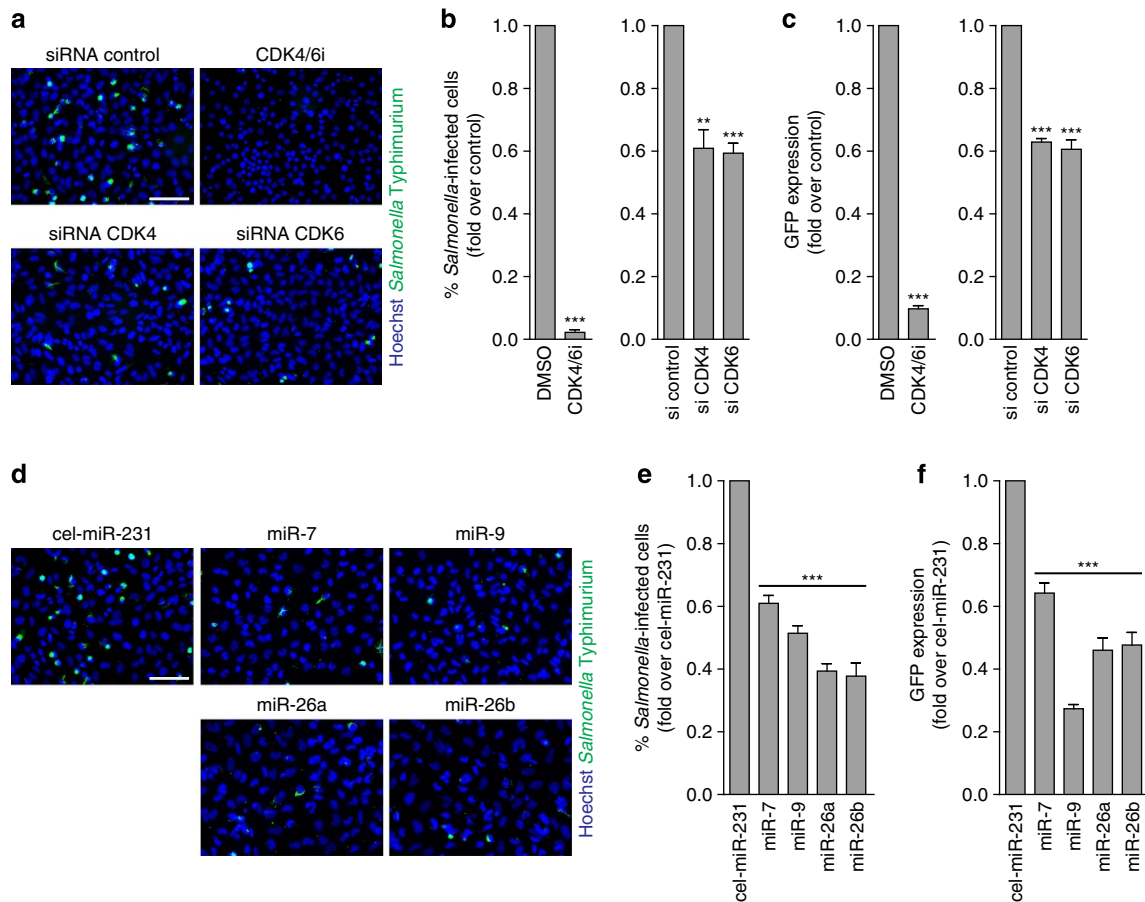 a
siRNA control
CDK4/6i
siRNA CDK4
siRNA CDK6
Hoechst Salmonella Typhimurium
b
% Salmonella-infected cells
(fold over control)
1.0
0.8
0.6
0.4
0.2
0.0
***
DMSO
CDK4/6i
1.0
0.8
0.6
0.4
0.2
0.0
**
***
si control
si CDK4
si CDK6
c
GFP expression
(fold over control)
1.0
0.8
0.6
0.4
0.2
0.0
***
DMSO
CDK4/6i
1.0
0.8
0.6
0.4
0.2
0.0
***
***
si control
si CDK4
si CDK6
d
cel-miR-231
miR-7
miR-9
miR-26a
miR-26b
Hoechst Salmonella Typhimurium
e
% Salmonella-infected cells
(fold over cel-miR-231)
1.0
0.8
0.6
0.4
0.2
0.0
***
cel-miR-231
miR-7
miR-9
miR-26a
miR-26b
f
GFP expression
(fold over cel-miR-231)
1.0
0.8
0.6
0.4
0.2
0.0
***
cel-miR-231
miR-7
miR-9
miR-26a
miR-26b